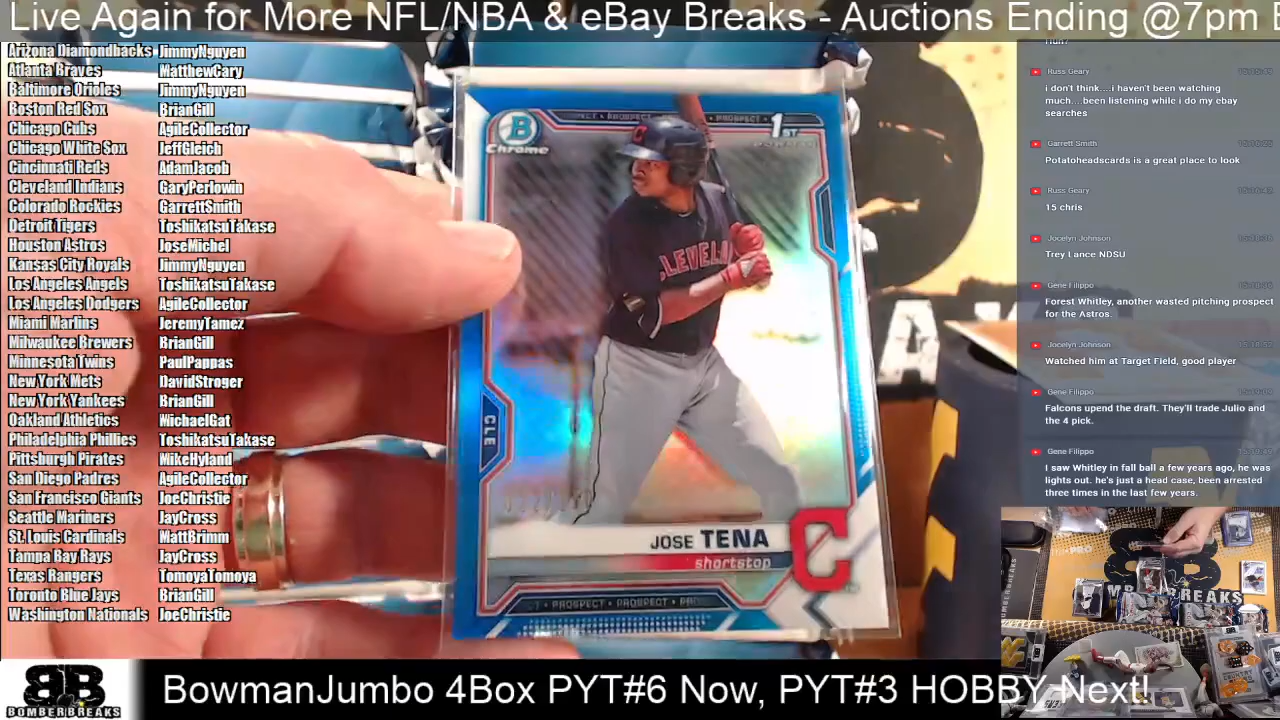 Live Again for More NFL/NBA & eBay Breaks - Auctions Ending @7pm
Arizona Diamondbacks JimmyNguyen
Atlanta Braves MatthewCary
Baltimore Orioles JimmyNguyen
Boston Red Sox BrianGill
Chicago Cubs AgileCollector
Chicago White Sox JeffGleich
Cincinnati Reds AdamJacob
Cleveland Indians GaryPerlowin
Colorado Rockies GarrettSmith
Detroit Tigers ToshikatsuTakase
Houston Astros JoseMichel
Kansas City Royals JimmyNguyen
Los Angeles Angels ToshikatsuTakase
Los Angeles Dodgers AgileCollector
Miami Marlins JeremyTamez
Milwaukee Brewers BrianGill
Minnesota Twins PaulPappas
New York Mets DavidStroger
New York Yankees BrianGill
Oakland Athletics MichaelGat
Philadelphia Phillies ToshikatsuTakase
Pittsburgh Pirates MikeHyland
San Diego Padres AgileCollector
San Francisco Giants JoeChristie
Seattle Mariners JayCross
St. Louis Cardinals MattBrimm
Tampa Bay Rays JayCross
Texas Rangers TomoyaTomoya
Toronto Blue Jays BrianGill
Washington Nationals JoeChristie
PROSPECT
PROSPECT
B
Chrome
1ST
C
CLEVELAN
CLE
JOSE TENA
shortstop
C
PROSPECT • PROSPECT
Russ Geary
i don't think....i haven't been watching
much....been listening while i do my ebay
searches
Garrett Smith
Potatoheadscards is a great place to look
Russ Geary
15 chris
Jocelyn Johnson
Trey Lance NDSU
Gene Filippo
Forest Whitley, another wasted pitching prospect
for the Astros.
Jocelyn Johnson
Watched him at Target Field, good player
Gene Filippo
Falcons upend the draft. They'll trade Julio and
the 4 pick.
Gene Filippo
I saw Whitley in fall ball a few years ago, he was
lights out. he's just a head case, been arrested
three times in the last few years.
BOMBERBREAKS
BB
BOMBERBREAKS
BowmanJumbo 4Box PYT#6 Now, PYT#3 HOBBY Next!